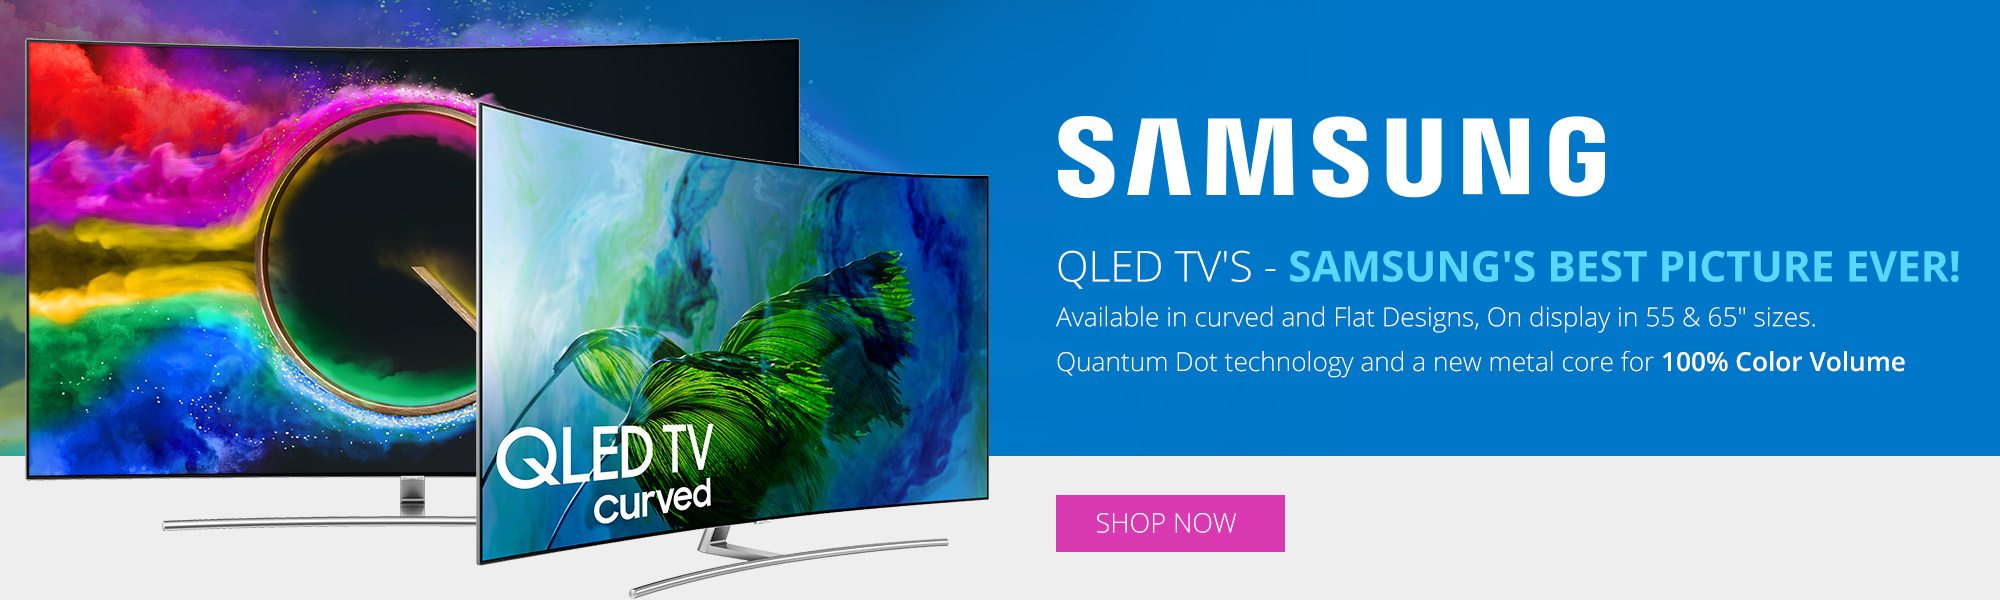 SAMSUNG
QLED TV'S - SAMSUNG'S BEST PICTURE EVER!
Available in curved and Flat Designs, On display in 55 & 65" sizes.
Quantum Dot technology and a new metal core for 100% Color Volume
QLED TV
curved
SHOP NOW